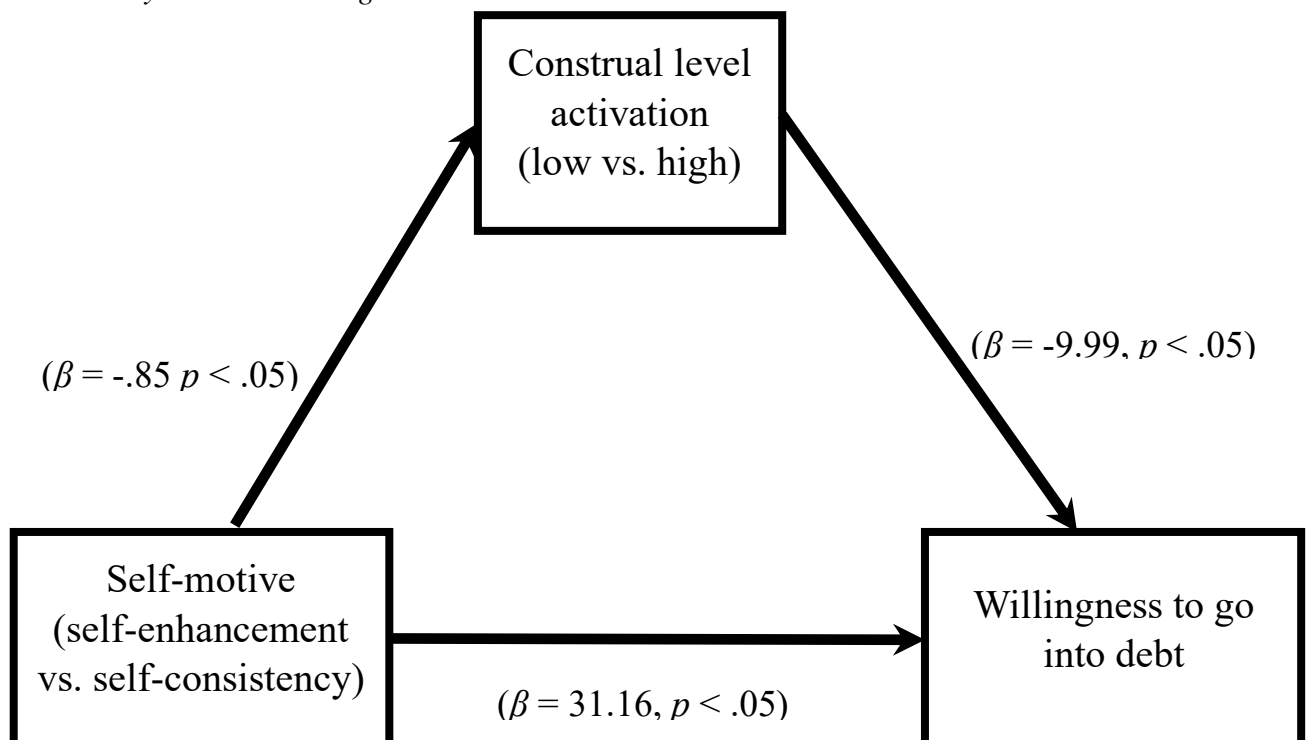 Construal level
activation
(low vs. high)
(β = -.85 p < .05)
(β = -9.99, p < .05)
Self-motive
(self-enhancement
vs. self-consistency)
Willingness to go
into debt
(β = 31.16, p < .05)